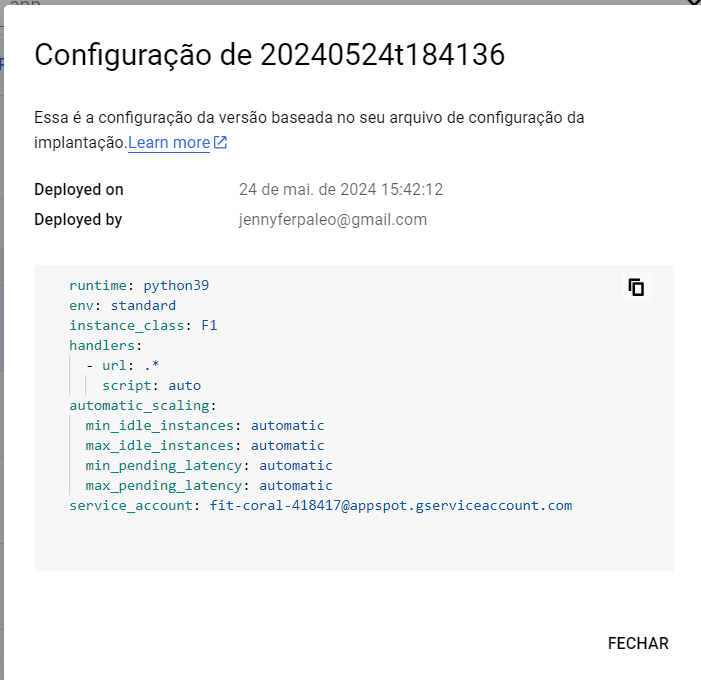 app
Configuração de 20240524t184136
Essa é a configuração da versão baseada no seu arquivo de configuração da
implantação.Learn more
Deployed on 24 de mai. de 2024 15:42:12
Deployed by jennyferpaleo@gmail.com
runtime: python39
env: standard
instance_class: F1
handlers:
- url: .*
script: auto
automatic_scaling:
min_idle_instances: automatic
max_idle_instances: automatic
min_pending_latency: automatic
max_pending_latency: automatic
service_account: fit-coral-418417@appspot.gserviceaccount.com
FECHAR